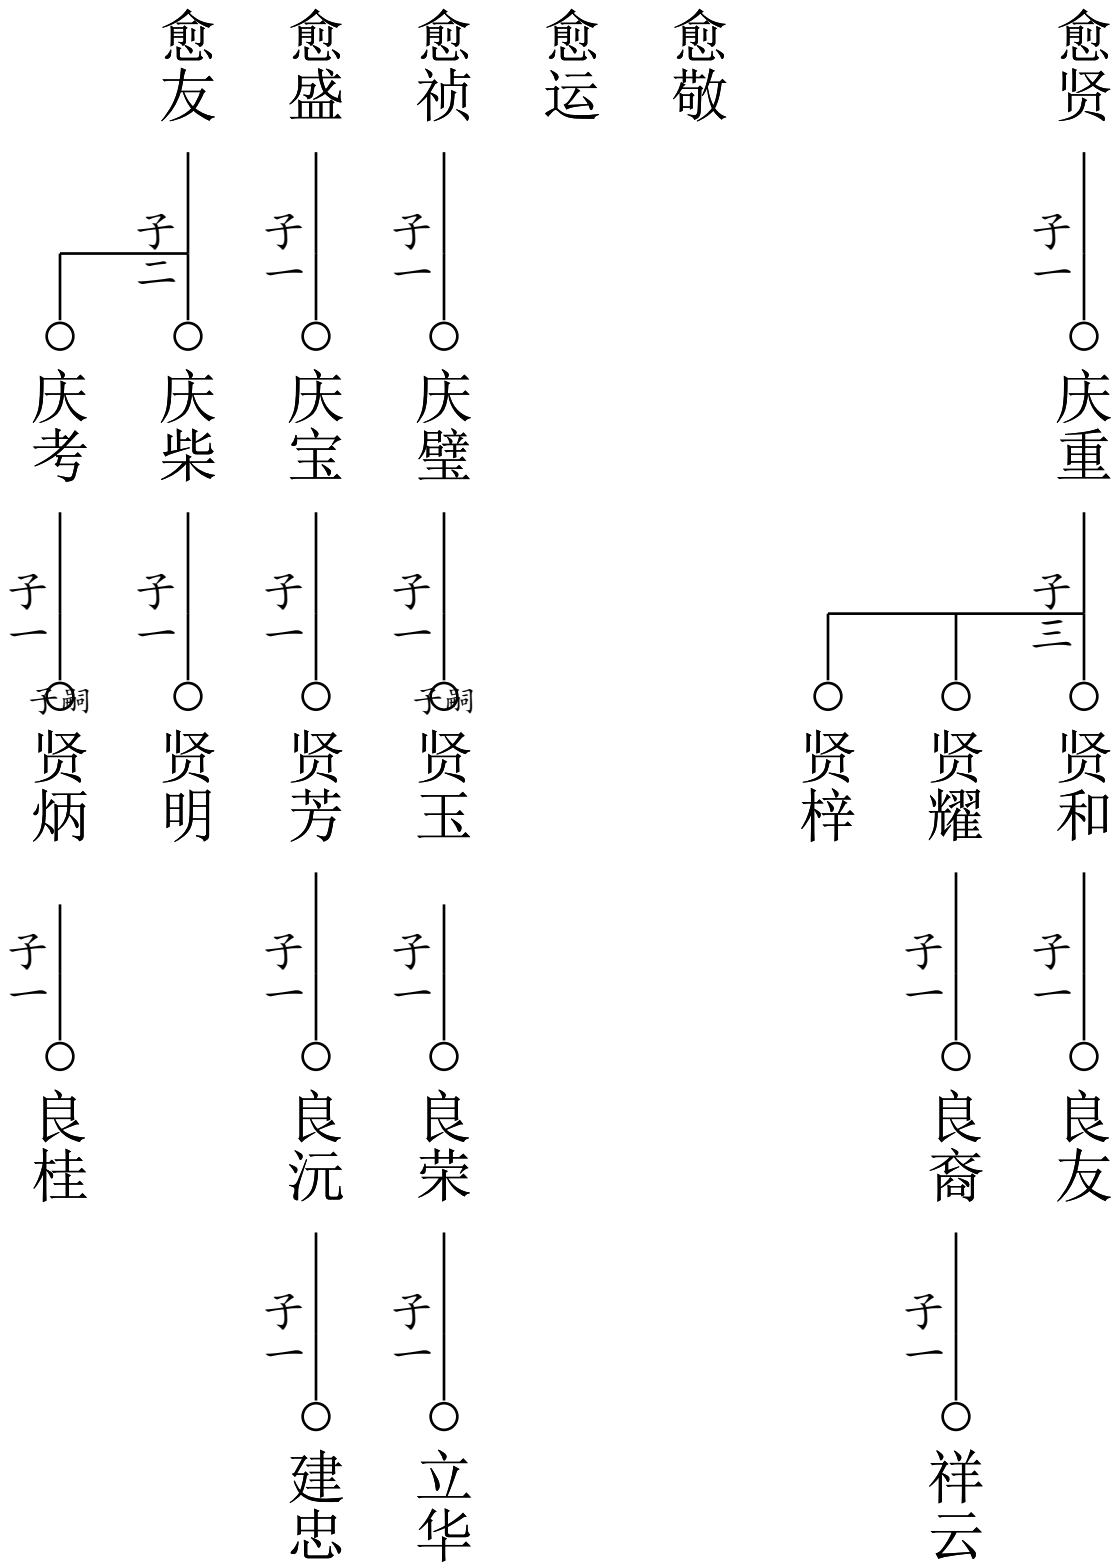 愈贤
愈敬
愈运
愈祯
愈盛
愈友
子一
子一
子一
子二
庆重
庆璧
庆宝
庆柴
庆考
子三
子一
子一
子一
子一
嗣子
嗣子
贤和
贤耀
贤梓
贤玉
贤芳
贤明
贤炳
子一
子一
子一
子一
子一
良友
良裔
良荣
良沅
良桂
子一
子一
子一
祥云
立华
建忠